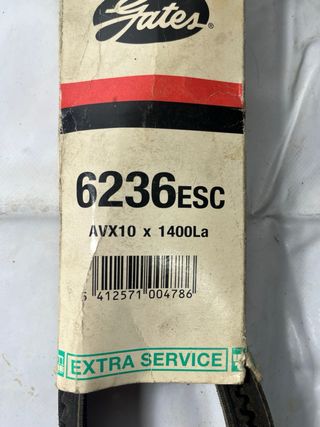 Gates®
6236ESC
AVX10 x 1400La
5 412571 004786
EXTRA SERVICE